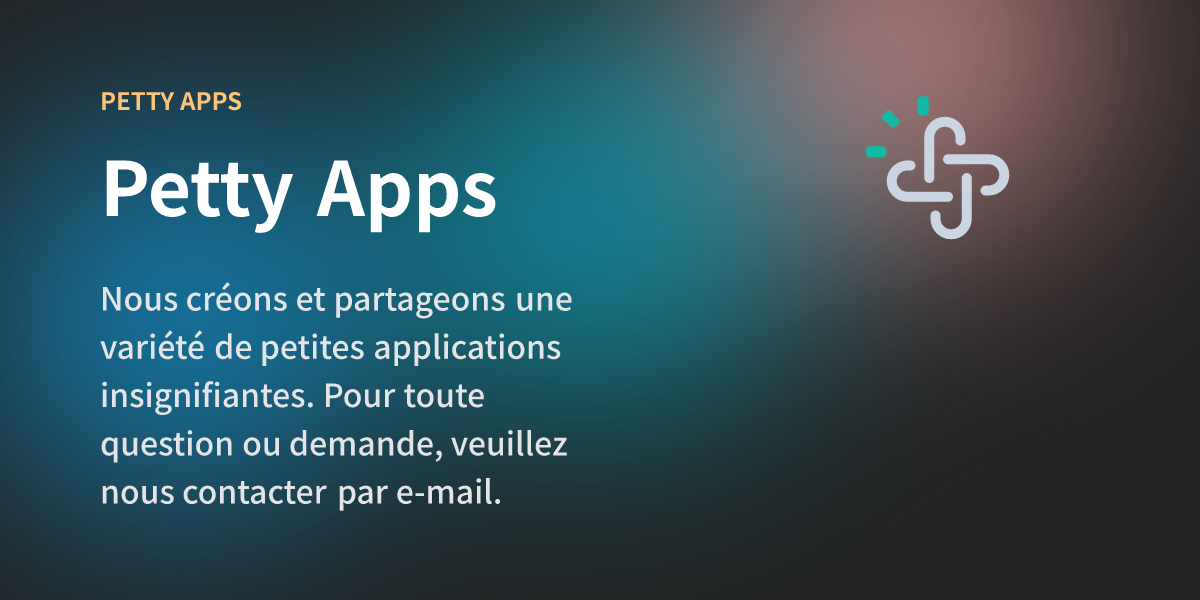 PETTY APPS
Petty Apps
Nous créons et partageons une
variété de petites applications
insignifiantes. Pour toute
question ou demande, veuillez
nous contacter par e-mail.